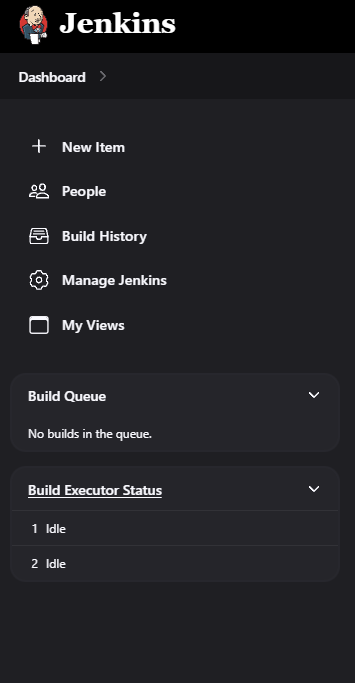 Jenkins
Dashboard
New Item
People
Build History
Manage Jenkins
My Views
Build Queue
No builds in the queue.
Build Executor Status
1 Idle
2 Idle